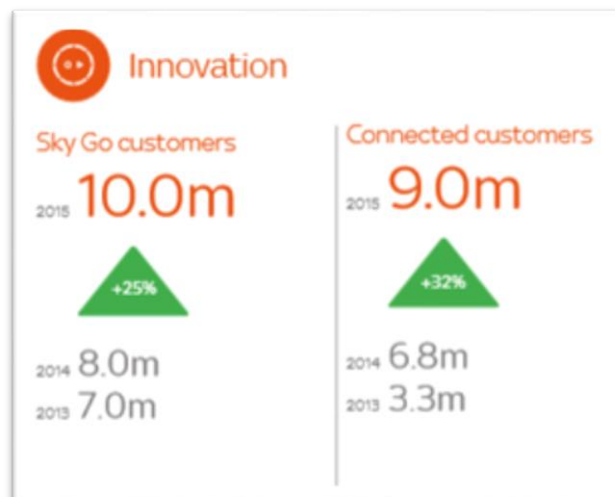 Innovation
Sky Go customers
2015 10.0m
+25%
2014 8.0m
2013 7.0m
Connected customers
2015 9.0m
+32%
2014 6.8m
2013 3.3m